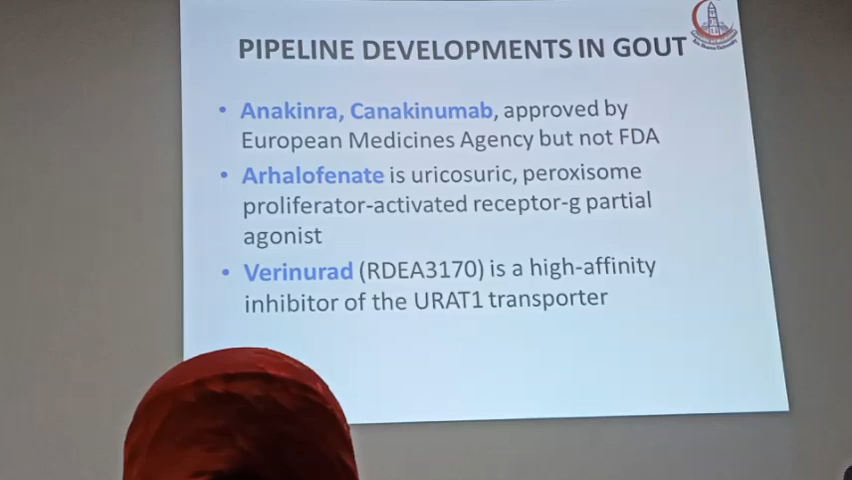 PIPELINE DEVELOPMENTS IN GOUT
• Anakinra, Canakinumab, approved by
European Medicines Agency but not FDA
• Arhalofenate is uricosuric, peroxisome
proliferator-activated receptor-g partial
agonist
• Verinurad (RDEA3170) is a high-affinity
inhibitor of the URAT1 transporter